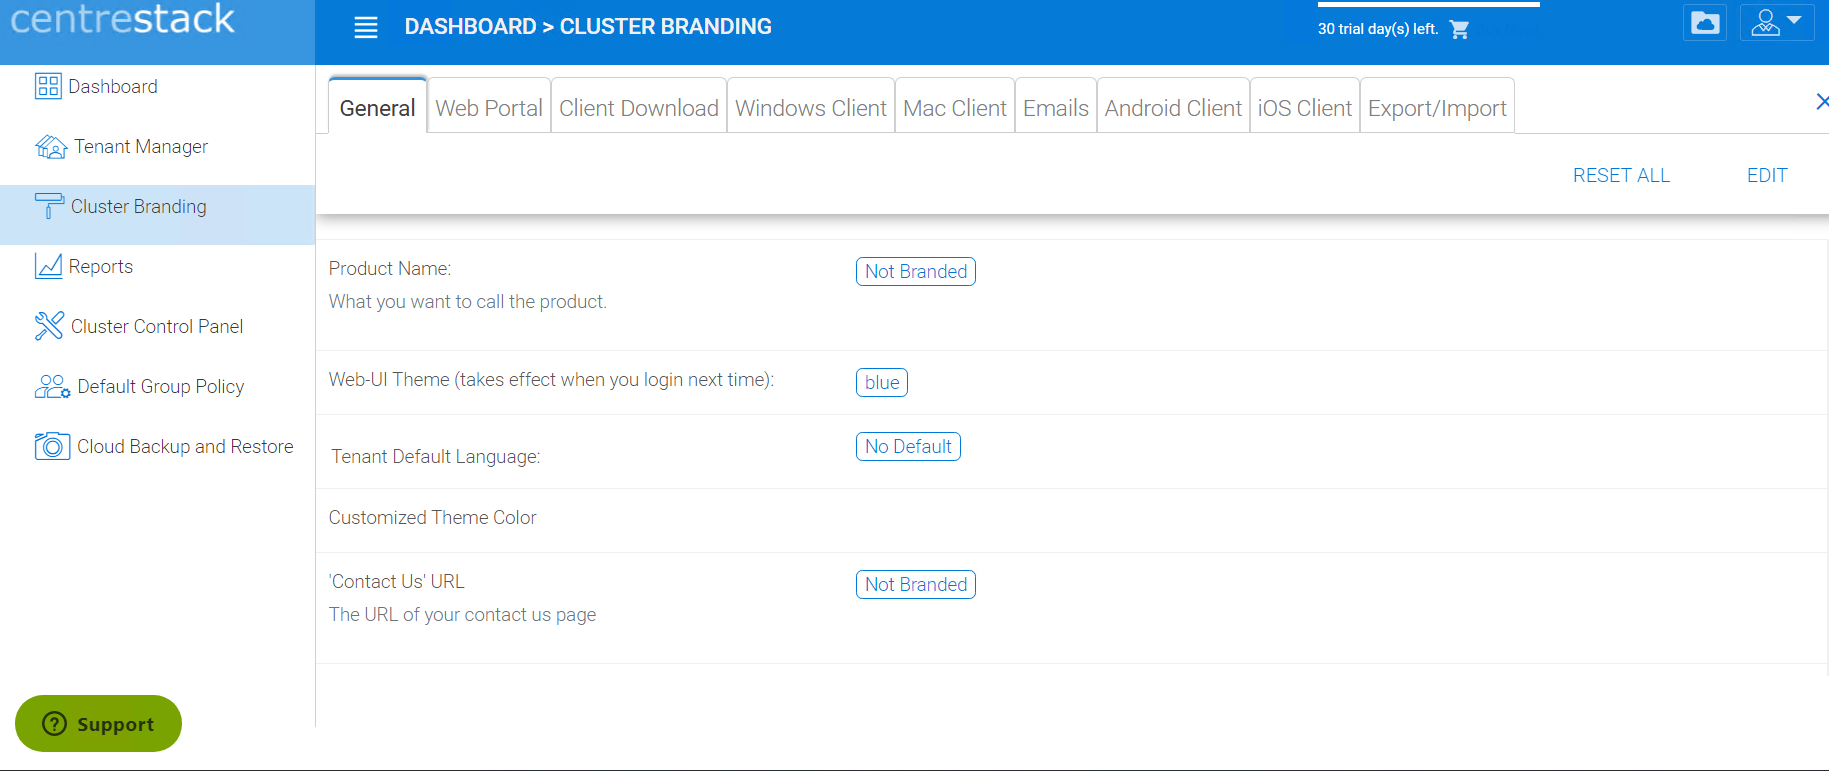 centrestack
DASHBOARD > CLUSTER BRANDING
30 trial day(s) left.
Dashboard
Tenant Manager
Cluster Branding
Reports
Cluster Control Panel
Default Group Policy
Cloud Backup and Restore
Support
General
Web Portal
Client Download
Windows Client
Mac Client
Emails
Android Client
iOS Client
Export/Import
RESET ALL
EDIT
Product Name:
Not Branded
What you want to call the product.
Web-UI Theme (takes effect when you login next time):
blue
Tenant Default Language:
No Default
Customized Theme Color
'Contact Us' URL
Not Branded
The URL of your contact us page